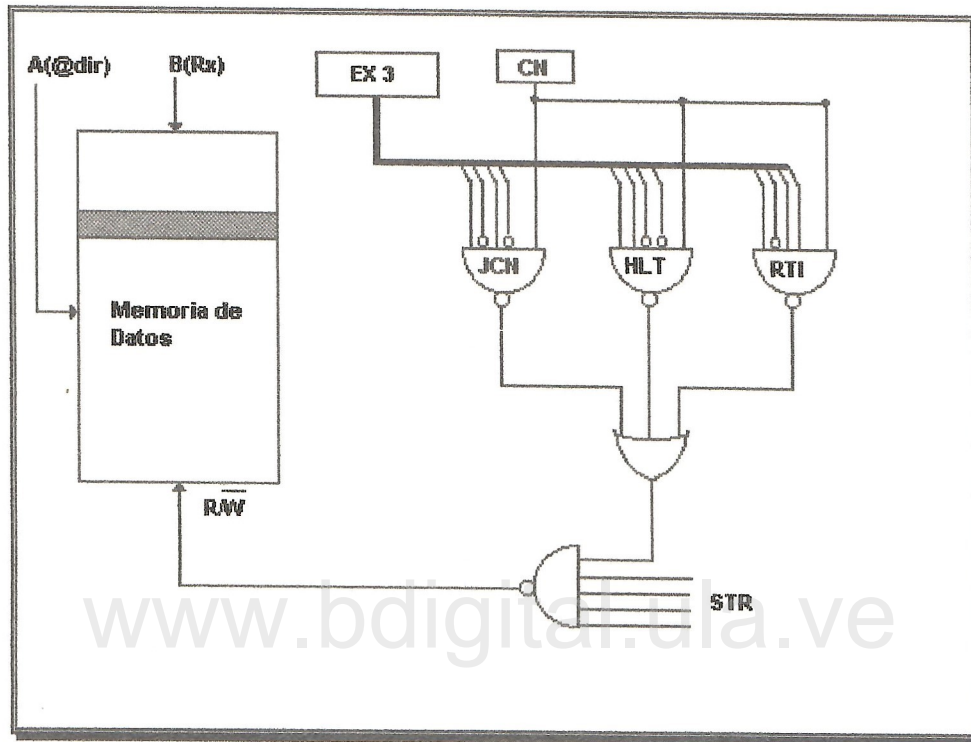 A(@dir)
B(Rx)
EX 3
CN
JCN
HLT
RTI
Memoria de
Datos
R/W̅
STR
www.bdigital.ula.ve